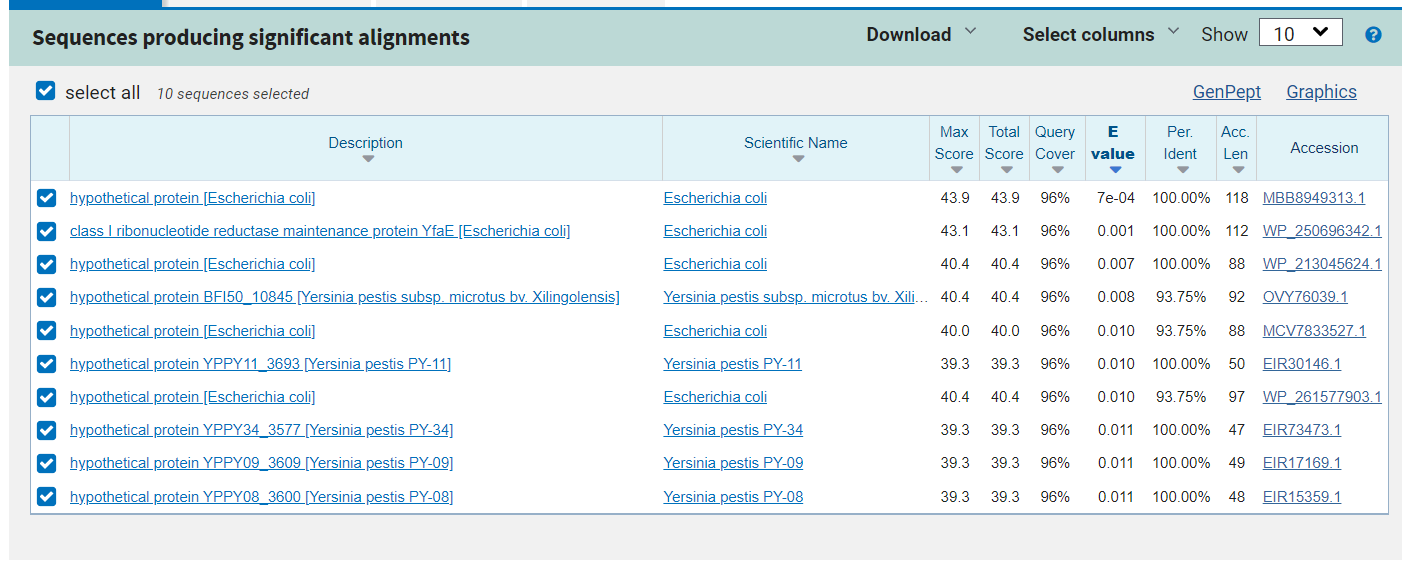 Sequences producing significant alignments Download Select columns Show 10 ?
select all 10 sequences selected GenPept Graphics
Description Scientific Name Max Score Total Score Query Cover E value Per. Ident Acc. Len Accession
hypothetical protein [Escherichia coli] Escherichia coli 43.9 43.9 96% 7e-04 100.00% 118 MBB8949313.1
class I ribonucleotide reductase maintenance protein YfaE [Escherichia coli] Escherichia coli 43.1 43.1 96% 0.001 100.00% 112 WP_250696342.1
hypothetical protein [Escherichia coli] Escherichia coli 40.4 40.4 96% 0.007 100.00% 88 WP_213045624.1
hypothetical protein BFI50_10845 [Yersinia pestis subsp. microtus bv. Xilingolensis] Yersinia pestis subsp. microtus bv. Xili... 40.4 40.4 96% 0.008 93.75% 92 OVY76039.1
hypothetical protein [Escherichia coli] Escherichia coli 40.0 40.0 96% 0.010 93.75% 88 MCV7833527.1
hypothetical protein YPPY11_3693 [Yersinia pestis PY-11] Yersinia pestis PY-11 39.3 39.3 96% 0.010 100.00% 50 EIR30146.1
hypothetical protein [Escherichia coli] Escherichia coli 40.4 40.4 96% 0.010 93.75% 97 WP_261577903.1
hypothetical protein YPPY34_3577 [Yersinia pestis PY-34] Yersinia pestis PY-34 39.3 39.3 96% 0.011 100.00% 47 EIR73473.1
hypothetical protein YPPY09_3609 [Yersinia pestis PY-09] Yersinia pestis PY-09 39.3 39.3 96% 0.011 100.00% 49 EIR17169.1
hypothetical protein YPPY08_3600 [Yersinia pestis PY-08] Yersinia pestis PY-08 39.3 39.3 96% 0.011 100.00% 48 EIR15359.1